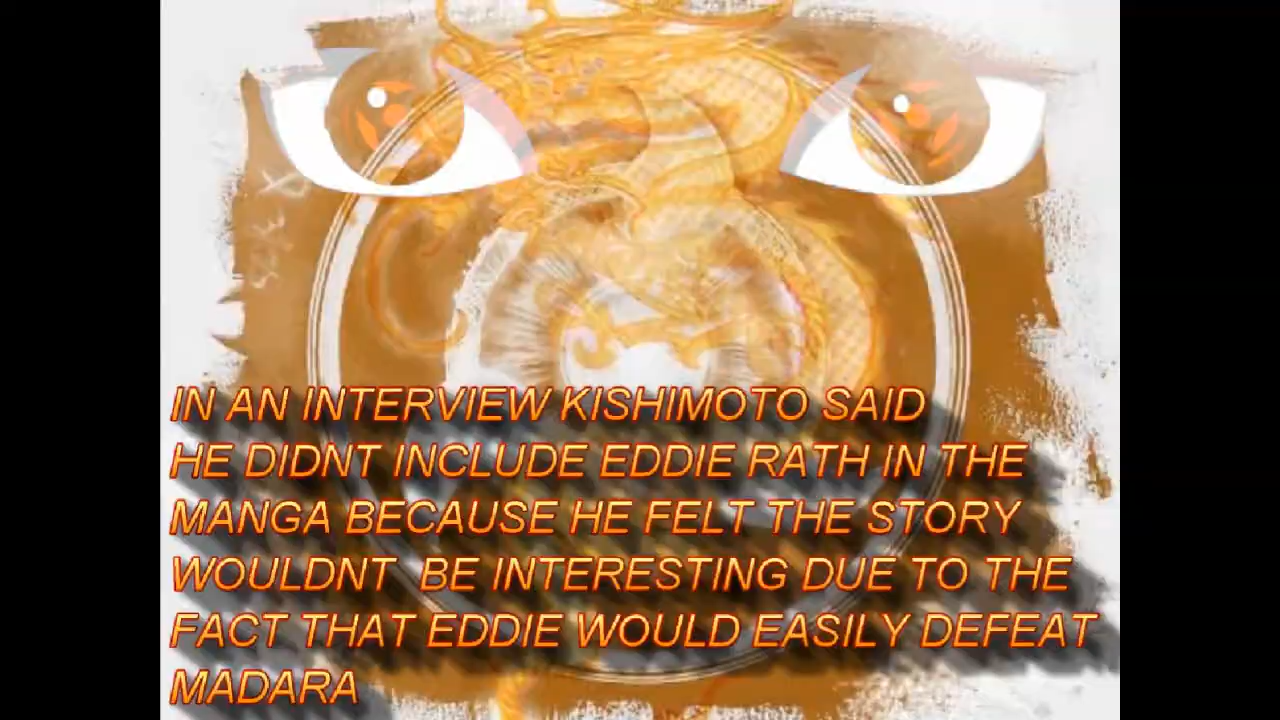 IN AN INTERVIEW KISHIMOTO SAID
HE DIDNT INCLUDE EDDIE RATH IN THE
MANGA BECAUSE HE FELT THE STORY
WOULDNT BE INTERESTING DUE TO THE
FACT THAT EDDIE WOULD EASILY DEFEAT
MADARA